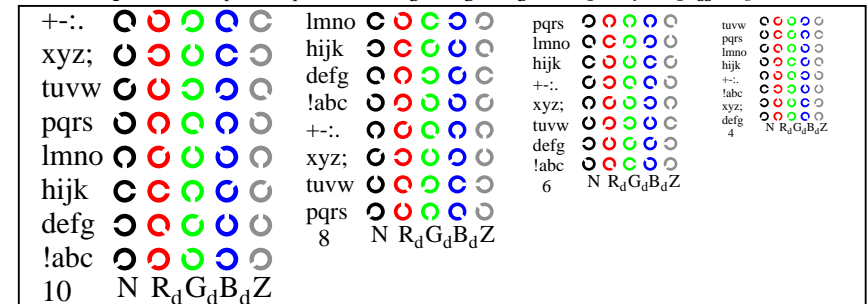 +-:.
xyz;
tuvw
pqrs
lmno
hijk
defg
!abc
10 N RdGdBdZ
lmno
hijk
defg
!abc
+-:.
xyz;
tuvw
pqrs
8 N RdGdBdZ
pqrs
lmno
hijk
+-:.
xyz;
tuvw
defg
!abc
6 N RdGdBdZ
tuvw
pqrs
lmno
hijk
+-:.
!abc
xyz;
defg
4 N RdGdBdZ